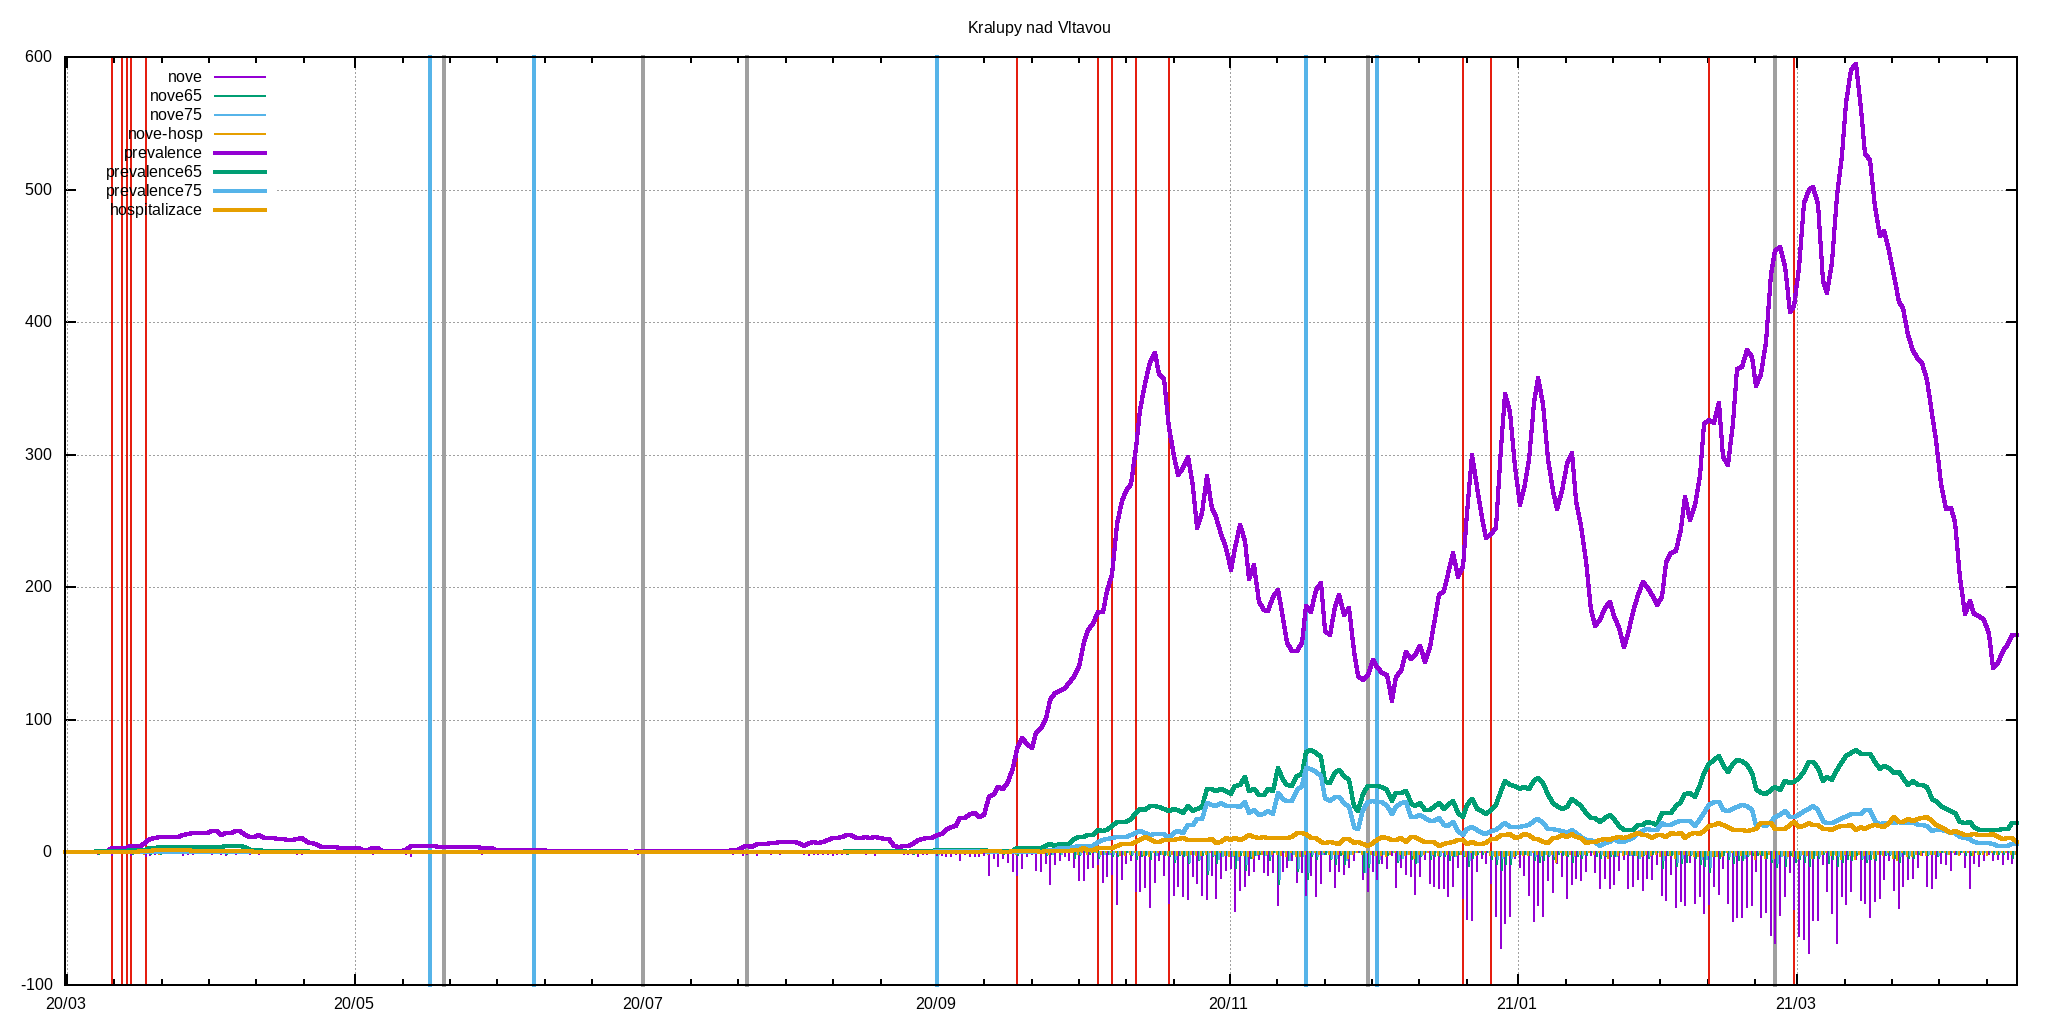 Kralupy nad Vltavou
600
500
400
300
200
100
0
-100
nove
nove65
nove75
nove-hosp
prevalence
prevalence65
prevalence75
hospitalizace
20/03 20/05 20/07 20/09 20/11 21/01 21/03